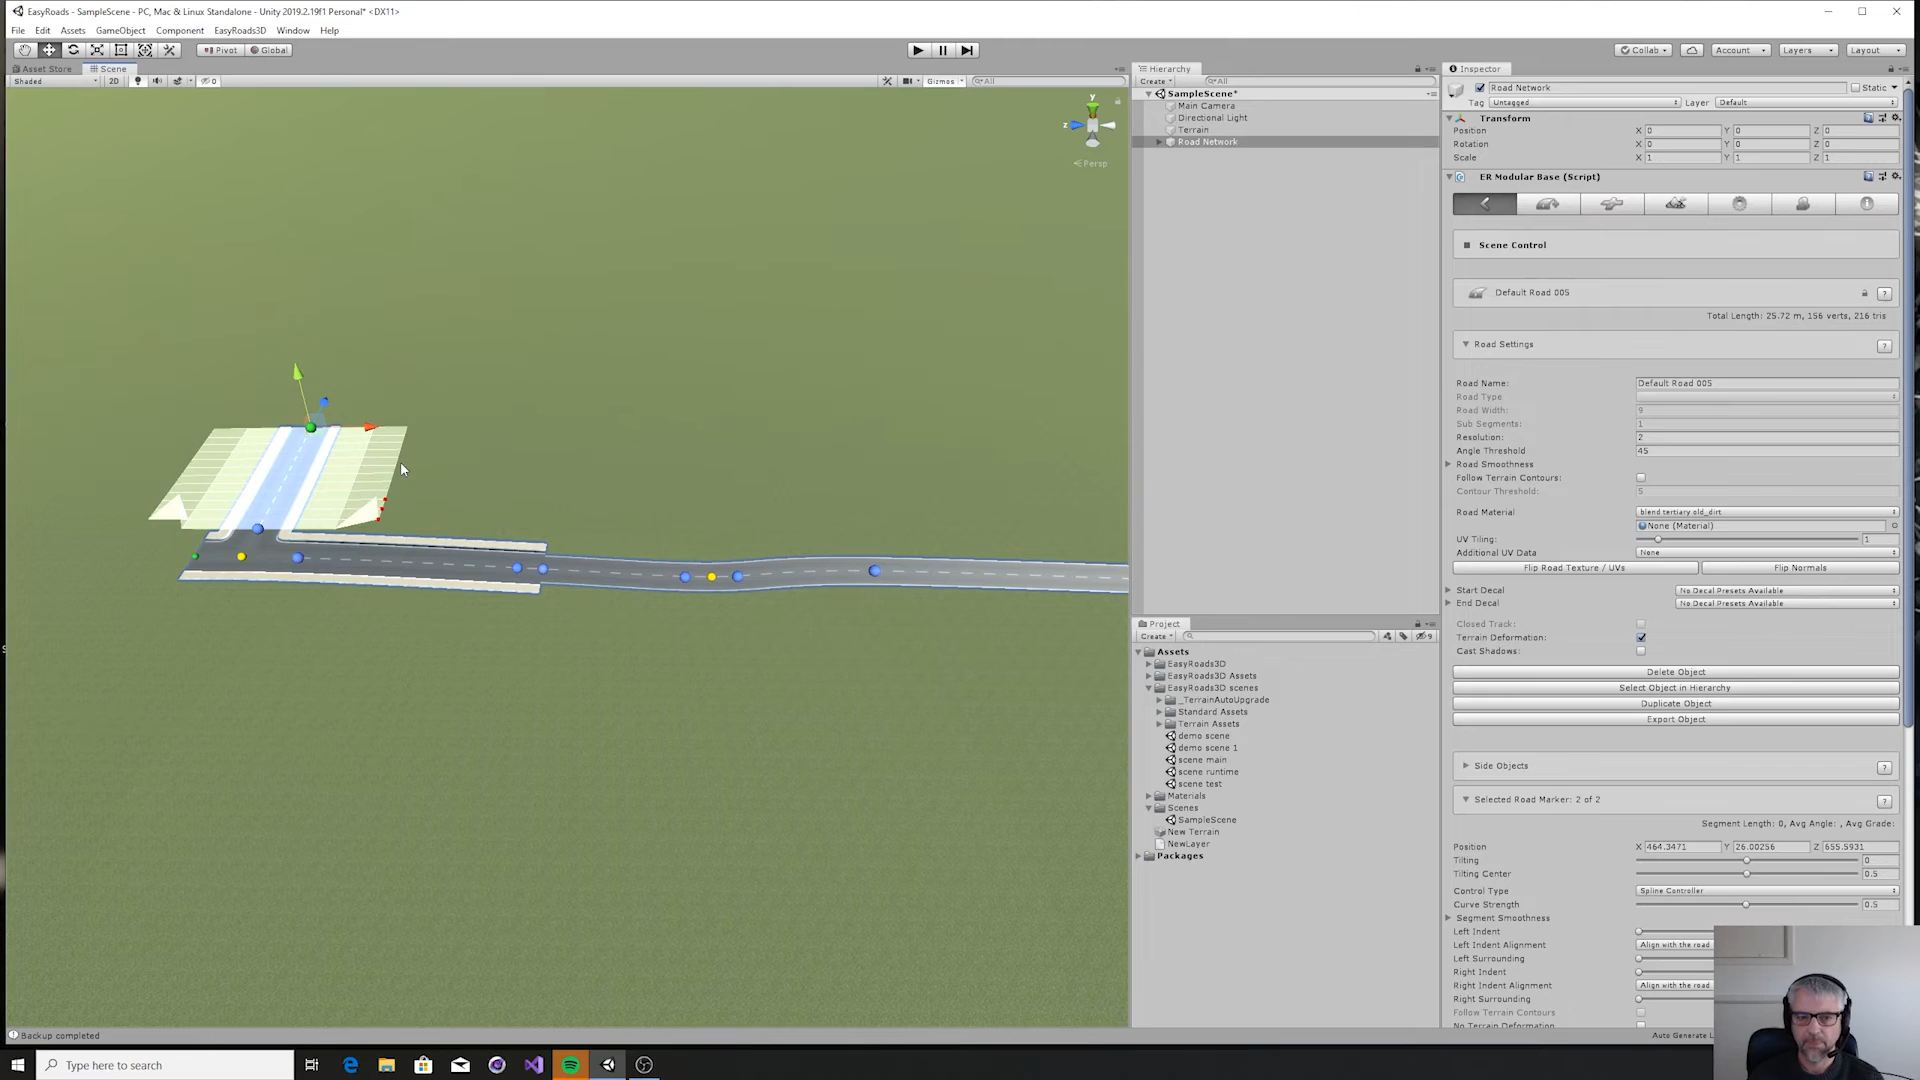 EasyRoads - SampleScene - PC, Mac & Linux Standalone - Unity 2019.2.19f1 Personal* <DX11>
File Edit Assets GameObject Component EasyRoads3D Window Help
Pivot Global Collab Account Layers Layout
Asset Store Scene
Shaded 2D 0 Gizmos All
y
z
Persp
Hierarchy
Create All
SampleScene*
Main Camera
Directional Light
Terrain
Road Network
Project
Create 9
Assets
EasyRoads3D
EasyRoads3D Assets
EasyRoads3D scenes
_TerrainAutoUpgrade
Standard Assets
Terrain Assets
demo scene
demo scene 1
scene main
scene runtime
scene test
Materials
Scenes
SampleScene
New Terrain
NewLayer
Packages
Inspector
Road Network Static
Tag Untagged Layer Default
Transform
Position X 0 Y 0 Z 0
Rotation X 0 Y 0 Z 0
Scale X 1 Y 1 Z 1
ER Modular Base (Script)
Scene Control
Default Road 005 ?
Total Length: 25.72 m, 156 verts, 216 tris
Road Settings ?
Road Name: Default Road 005
Road Type
Road Width: 9
Sub Segments: 1
Resolution: 2
Angle Threshold 45
Road Smoothness
Follow Terrain Contours:
Contour Threshold: 5
Road Material blend tertiary old_dirt
None (Material)
UV Tiling: 1
Additional UV Data None
Flip Road Texture / UVs Flip Normals
Start Decal No Decal Presets Available
End Decal No Decal Presets Available
Closed Track:
Terrain Deformation:
Cast Shadows:
Delete Object
Select Object in Hierarchy
Duplicate Object
Export Object
Side Objects ?
Selected Road Marker: 2 of 2 ?
Segment Length: 0, Avg Angle: , Avg Grade:
Position X 464.3471 Y 26.00256 Z 655.5931
Tilting 0
Tilting Center 0.5
Control Type Spline Controller
Curve Strength 0.5
Segment Smoothness
Left Indent
Left Indent Alignment Align with the road
Left Surrounding
Right Indent
Right Indent Alignment Align with the road
Right Surrounding
Follow Terrain Contours
No Terrain Deformation
Backup completed
Auto Generate L
Type here to search